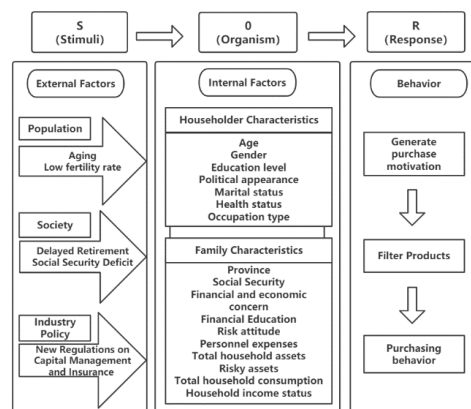 S
(Stimuli)
O
(Organism)
R
(Response)
External Factors
Population
Aging
Low fertility rate
Society
Delayed Retirement
Social Security Deficit
Industry
Policy
New Regulations on
Capital Management
and Insurance
Internal Factors
Householder Characteristics
Age
Gender
Education level
Political appearance
Marital status
Health status
Occupation type
Family Characteristics
Province
Social Security
Financial and economic
concern
Financial Education
Risk attitude
Personnel expenses
Total household assets
Risky assets
Total household consumption
Household income status
Behavior
Generate
purchase
motivation
Filter Products
Purchasing
behavior